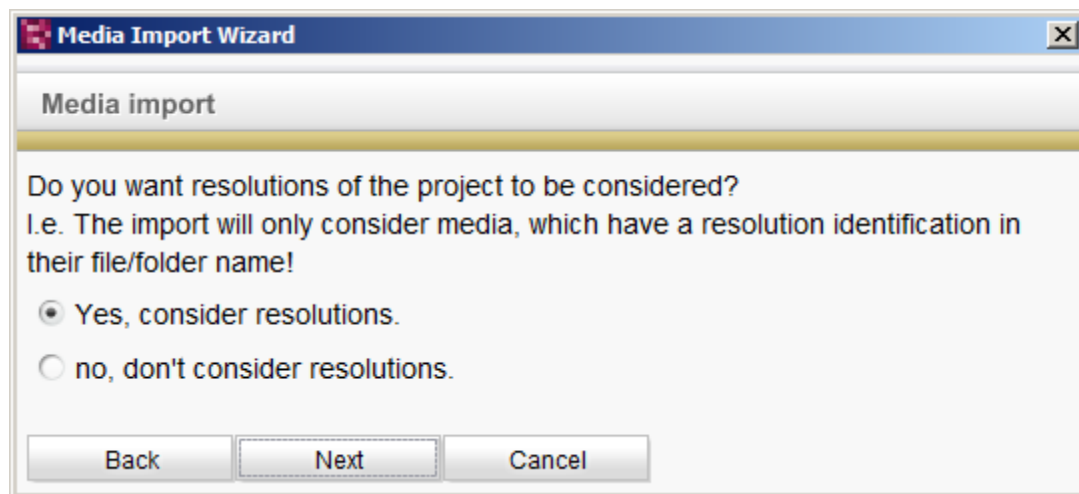 Media Import Wizard
Media import
Do you want resolutions of the project to be considered?
I.e. The import will only consider media, which have a resolution identification in
their file/folder name!
Yes, consider resolutions.
no, don't consider resolutions.
Back Next Cancel